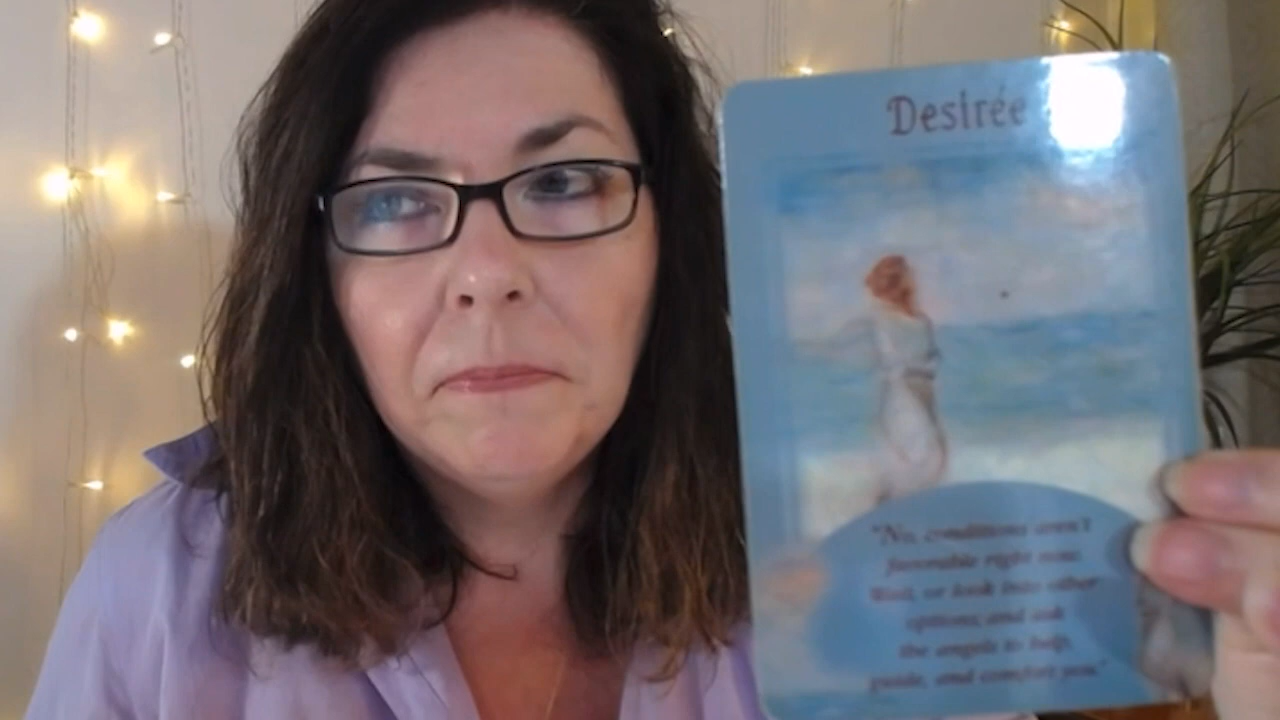 Desirée
"No, conditions aren't
favorable right now.
Wait, or look into other
options, and ask
the angels to help,
guide, and comfort you."